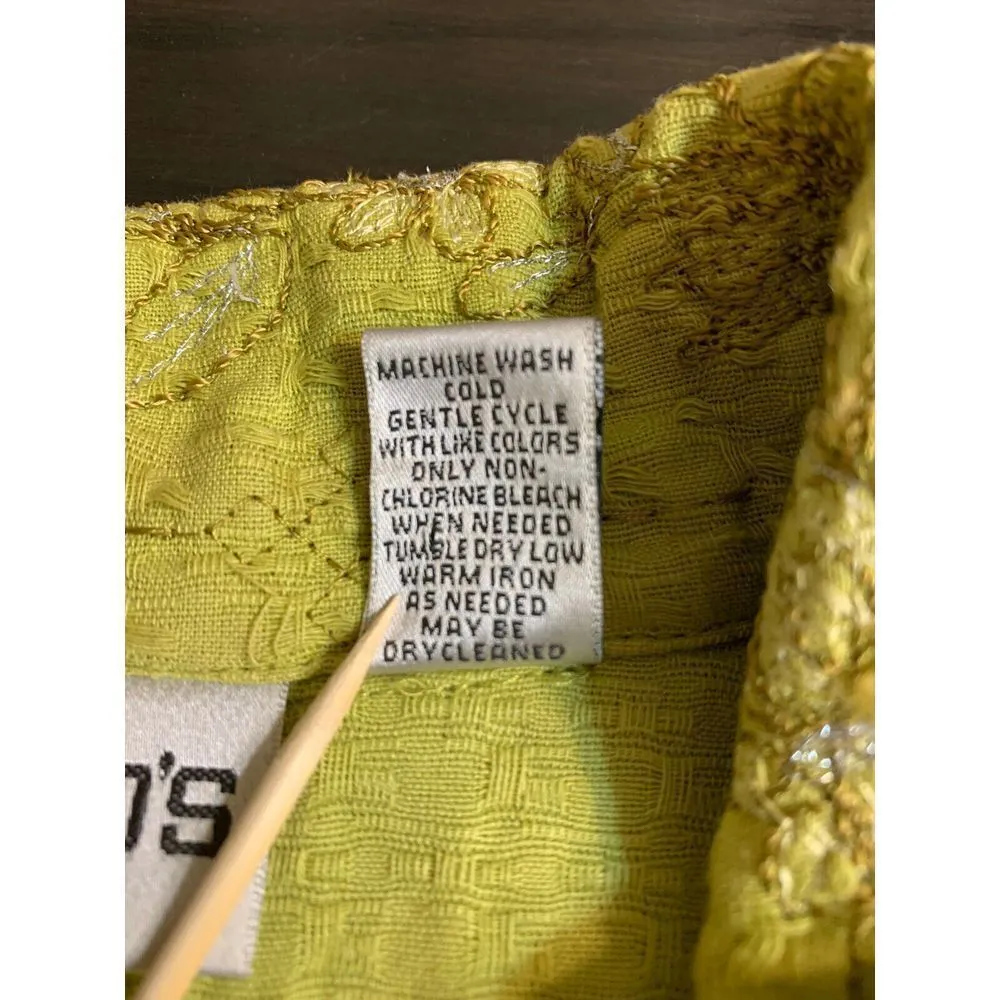 MACHINE WASH
COLD
GENTLE CYCLE
WITH LIKE COLORS
ONLY NON-
CHLORINE BLEACH
WHEN NEEDED
TUMBLE DRY LOW
WARM IRON
AS NEEDED
MAY BE
DRYCLEANED
'S